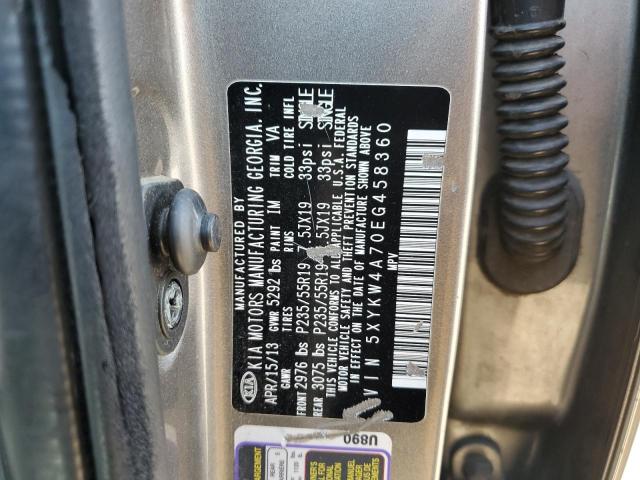 MANUFACTURED BY
KIA KIA MOTORS MANUFACTURING GEORGIA. INC.
APR/15/13 GVWR 5292 lbs PAINT IM TRIM VA
GAWR TIRES RIMS COLD TIRE INFL
FRONT 2976 lbs P235/55R19 7.5JX19 33psi SINGLE
REAR 3075 lbs P235/55R19 7.5JX19 33psi SINGLE
THIS VEHICLE CONFORMS TO ALL APPLICABLE U.S.A. FEDERAL
MOTOR VEHICLE SAFETY AND THEFT PREVENTION STANDARDS
IN EFFECT ON THE DATE OF MANUFACTURE SHOWN ABOVE
VIN 5XYKW4A70EG458360
MPV
U890
REAR